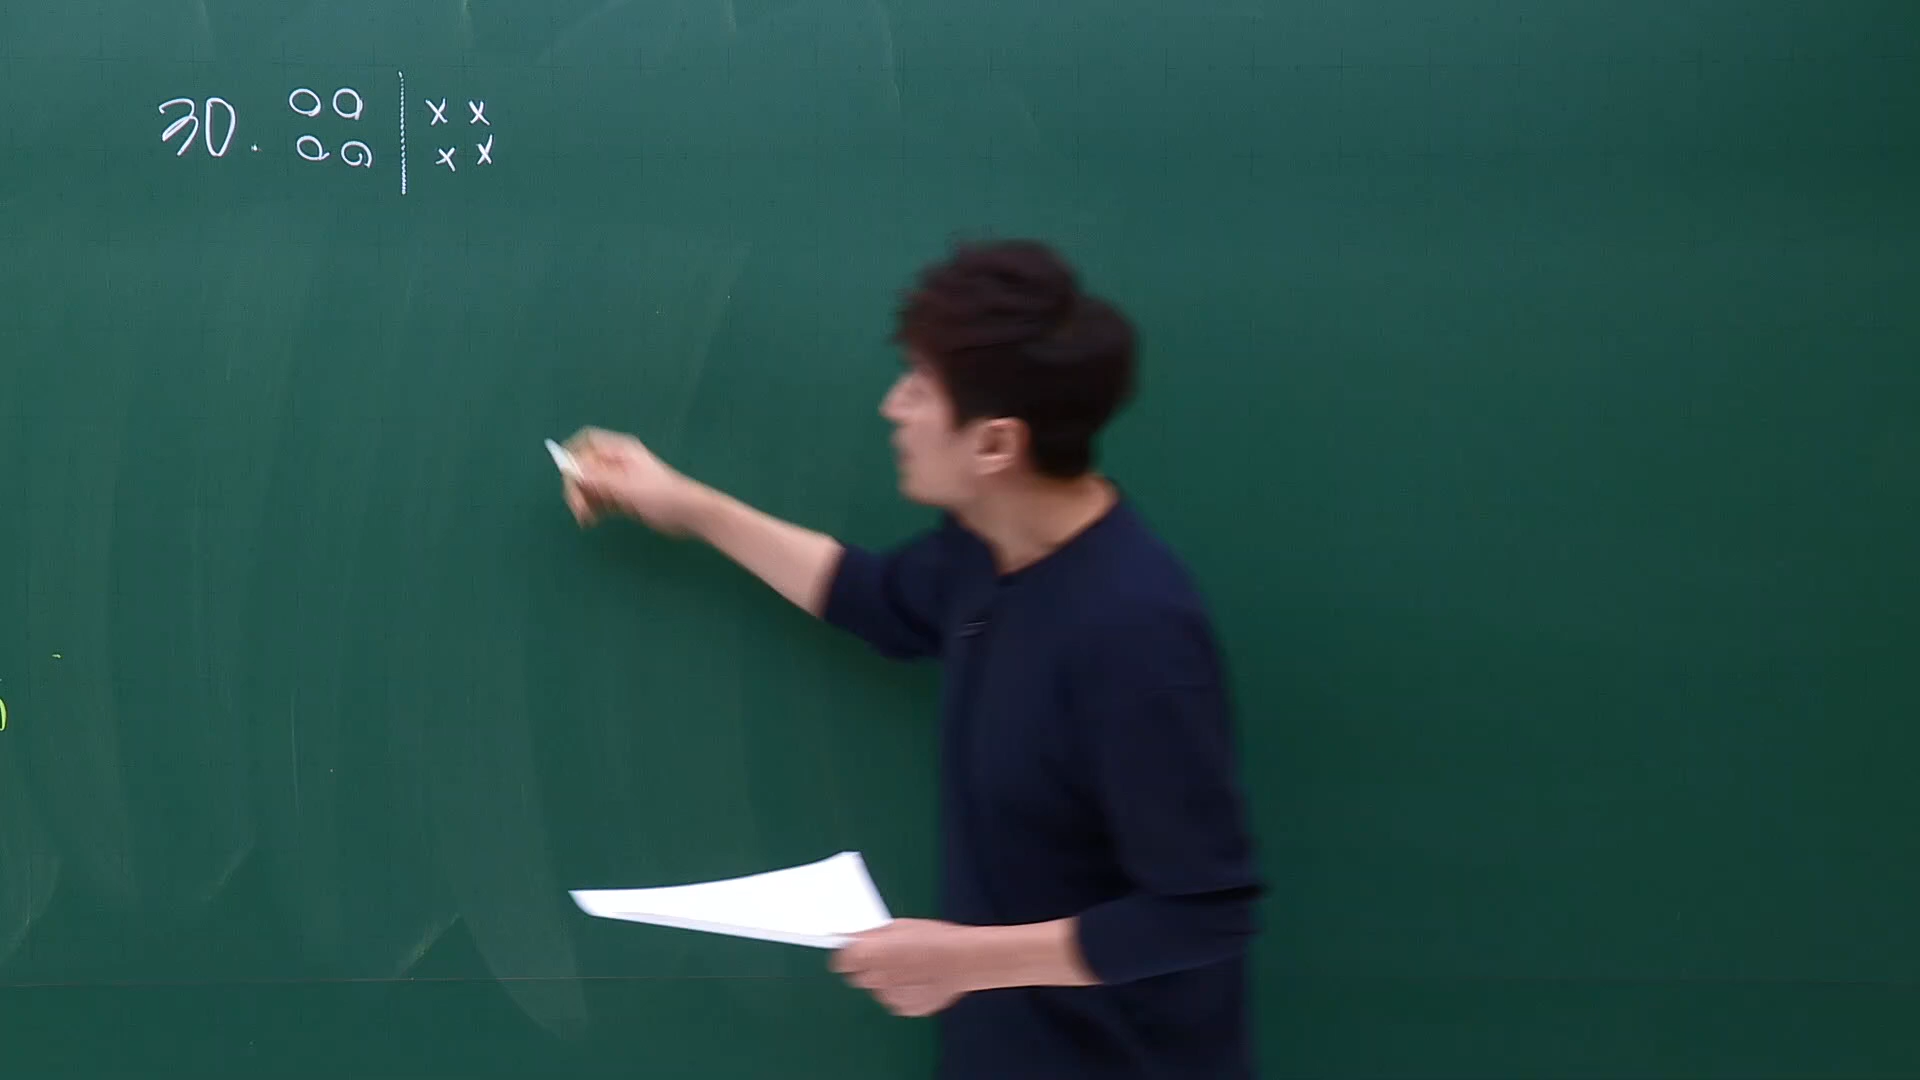 30. ○○ | × ×
○○ | × ×